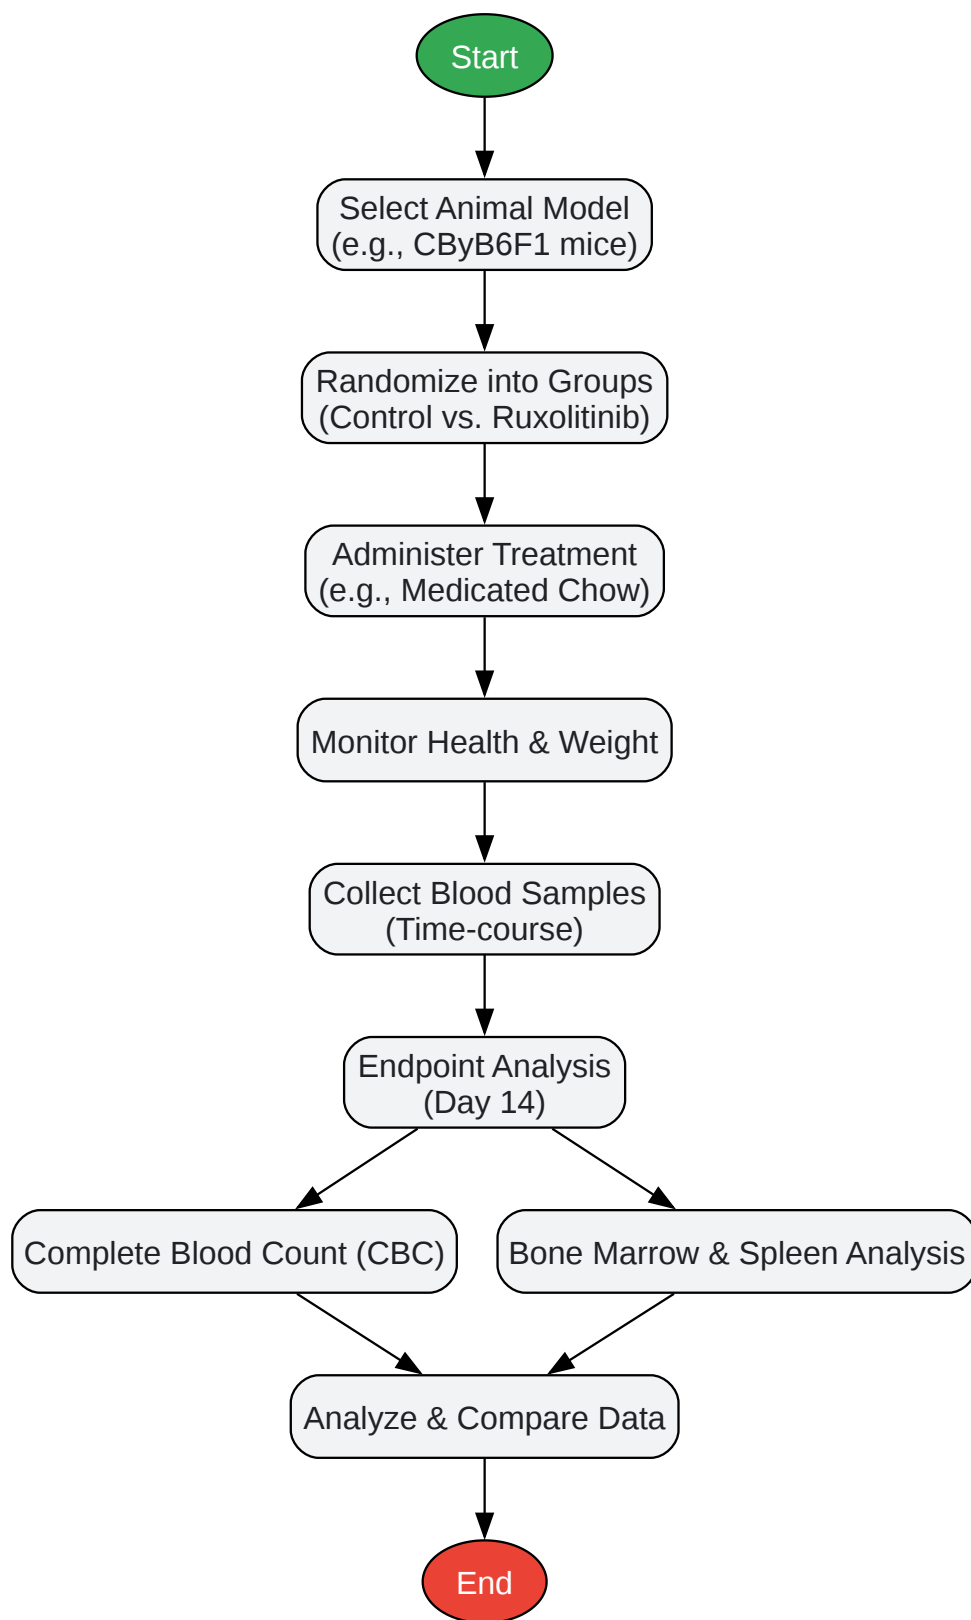 Start
Select Animal Model
(e.g., CByB6F1 mice)
Randomize into Groups
(Control vs. Ruxolitinib)
Administer Treatment
(e.g., Medicated Chow)
Monitor Health & Weight
Collect Blood Samples
(Time-course)
Endpoint Analysis
(Day 14)
Complete Blood Count (CBC)
Bone Marrow & Spleen Analysis
Analyze & Compare Data
End